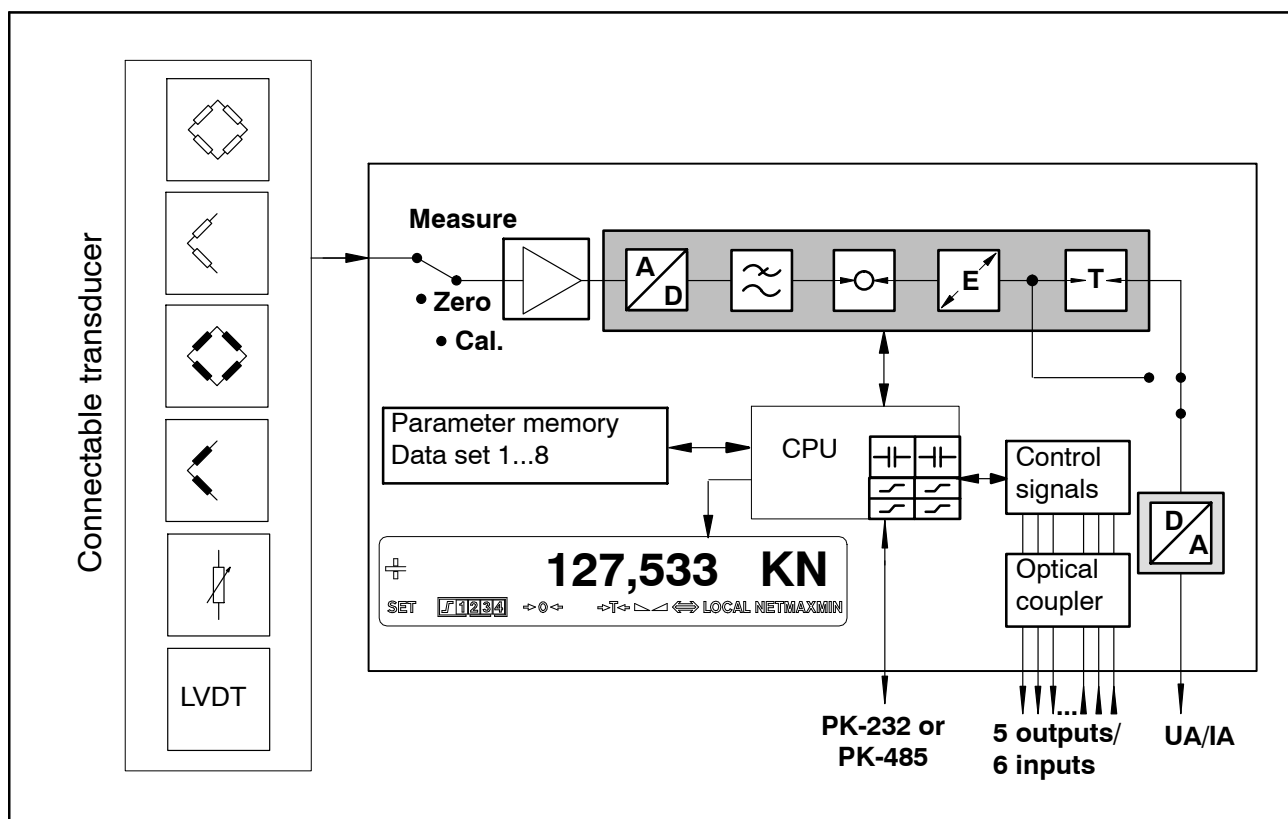 Connectable transducer
LVDT
Measure
Zero
Cal.
A
D
E
T
Parameter memory
Data set 1...8
CPU
Control
signals
D
A
Optical
coupler
127,533 KN
SET 1234 0 T LOCAL NETMAXMIN
PK-232 or
PK-485
...
5 outputs/
6 inputs
UA/IA